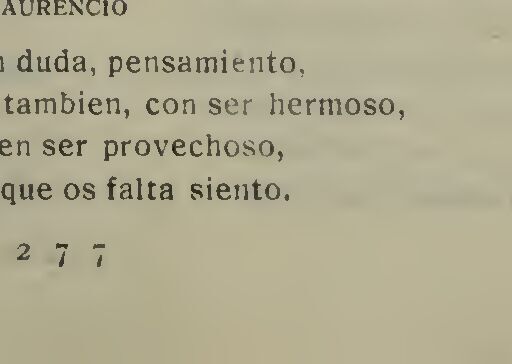 AURENCIO
duda, pensamiento,
tambien, con ser hermoso,
en ser provechoso,
que os falta siento.
2 7 7